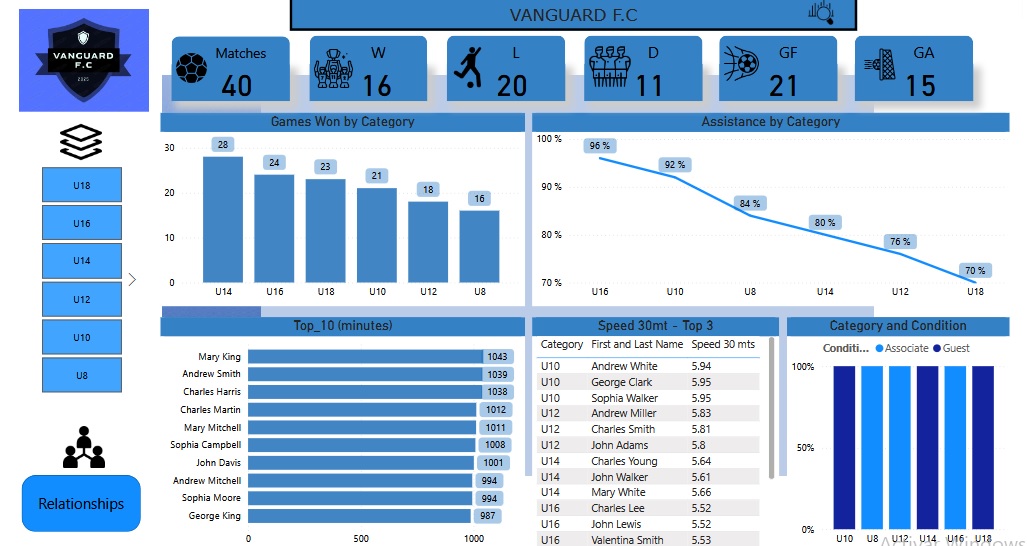 VANGUARD F.C
VANGUARD
F.C
2025
Matches
40
W
16
L
20
D
11
GF
21
GA
15
U18
U16
U14
U12
U10
U8
Relationships
Games Won by Category
30
20
10
0
28
24
23
21
18
16
U14 U16 U18 U10 U12 U8
Assistance by Category
100 %
90 %
80 %
70 %
96 %
92 %
84 %
80 %
76 %
70 %
U16 U10 U8 U14 U12 U18
Top_10 (minutes)
Mary King 1043
Andrew Smith 1039
Charles Harris 1038
Charles Martin 1012
Mary Mitchell 1011
Sophia Campbell 1008
John Davis 1001
Andrew Mitchell 994
Sophia Moore 994
George King 987
0 500 1000
Speed 30mt - Top 3
Category First and Last Name Speed 30 mts
U10 Andrew White 5.94
U10 George Clark 5.95
U10 Sophia Walker 5.95
U12 Andrew Miller 5.83
U12 Charles Smith 5.81
U12 John Adams 5.8
U14 Charles Young 5.64
U14 John Walker 5.61
U14 Mary White 5.66
U16 Charles Lee 5.52
U16 John Lewis 5.52
U16 Valentina Smith 5.53
Category and Condition
Conditi... Associate Guest
100%
50%
0%
U10 U8 U12 U14 U16 U18
Activar Windows